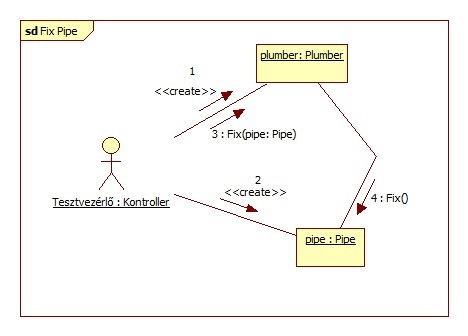 sd Fix Pipe
plumber: Plumber
1
<<create>>
3 : Fix(pipe: Pipe)
2
<<create>>
4 : Fix()
Tesztvezérlő : Kontroller
pipe : Pipe